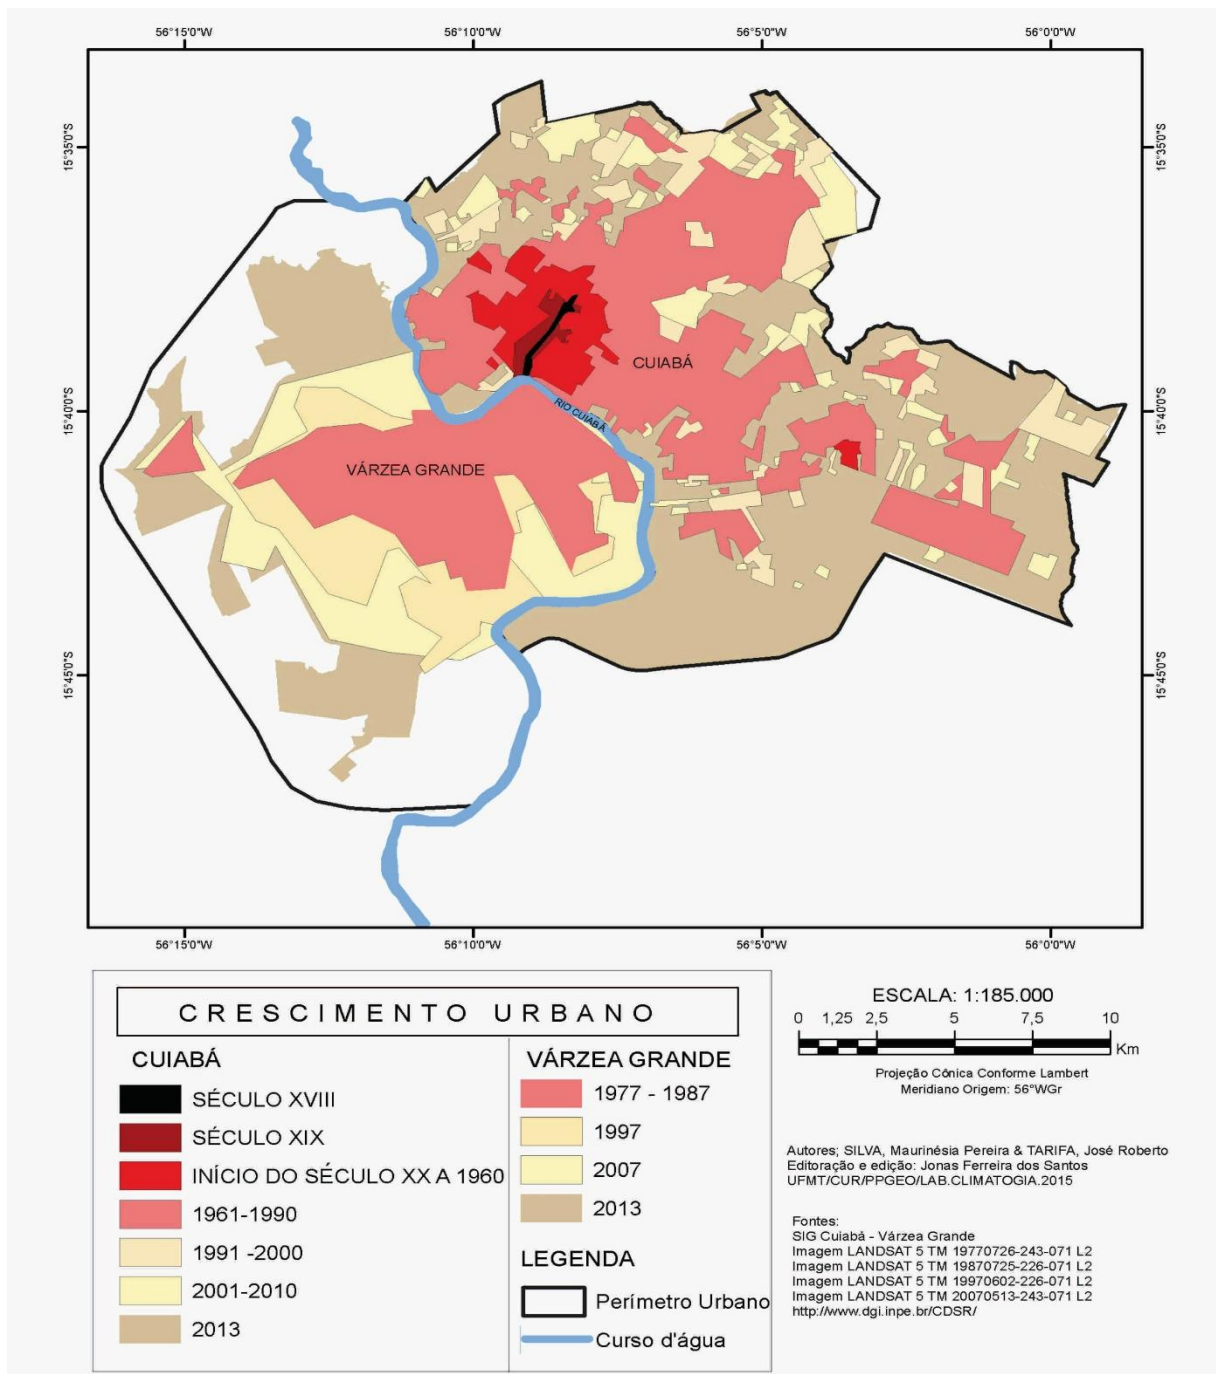 56°15'0"W 56°10'0"W 56°5'0"W 56°0'0"W
15°35'0"S 15°35'0"S
CUIABÁ
RIO CUIABÁ
15°40'0"S 15°40'0"S
VÁRZEA GRANDE
15°45'0"S 15°45'0"S
56°15'0"W 56°10'0"W 56°5'0"W 56°0'0"W
CRESCIMENTO URBANO
CUIABÁ
SÉCULO XVIII
SÉCULO XIX
INÍCIO DO SÉCULO XX A 1960
1961-1990
1991 -2000
2001-2010
2013
VÁRZEA GRANDE
1977 - 1987
1997
2007
2013
LEGENDA
Perímetro Urbano
Curso d'água
ESCALA: 1:185.000
0 1,25 2,5 5 7,5 10
Km
Projeção Cônica Conforme Lambert
Meridiano Origem: 56°WGr
Autores; SILVA, Maurinésia Pereira & TARIFA, José Roberto
Editoração e edição: Jonas Ferreira dos Santos
UFMT/CUR/PPGEO/LAB.CLIMATOGIA.2015
Fontes:
SIG Cuiabá - Várzea Grande
Imagem LANDSAT 5 TM 19770726-243-071 L2
Imagem LANDSAT 5 TM 19870725-226-071 L2
Imagem LANDSAT 5 TM 19970602-226-071 L2
Imagem LANDSAT 5 TM 20070513-243-071 L2
http://www.dgi.inpe.br/CDSR/